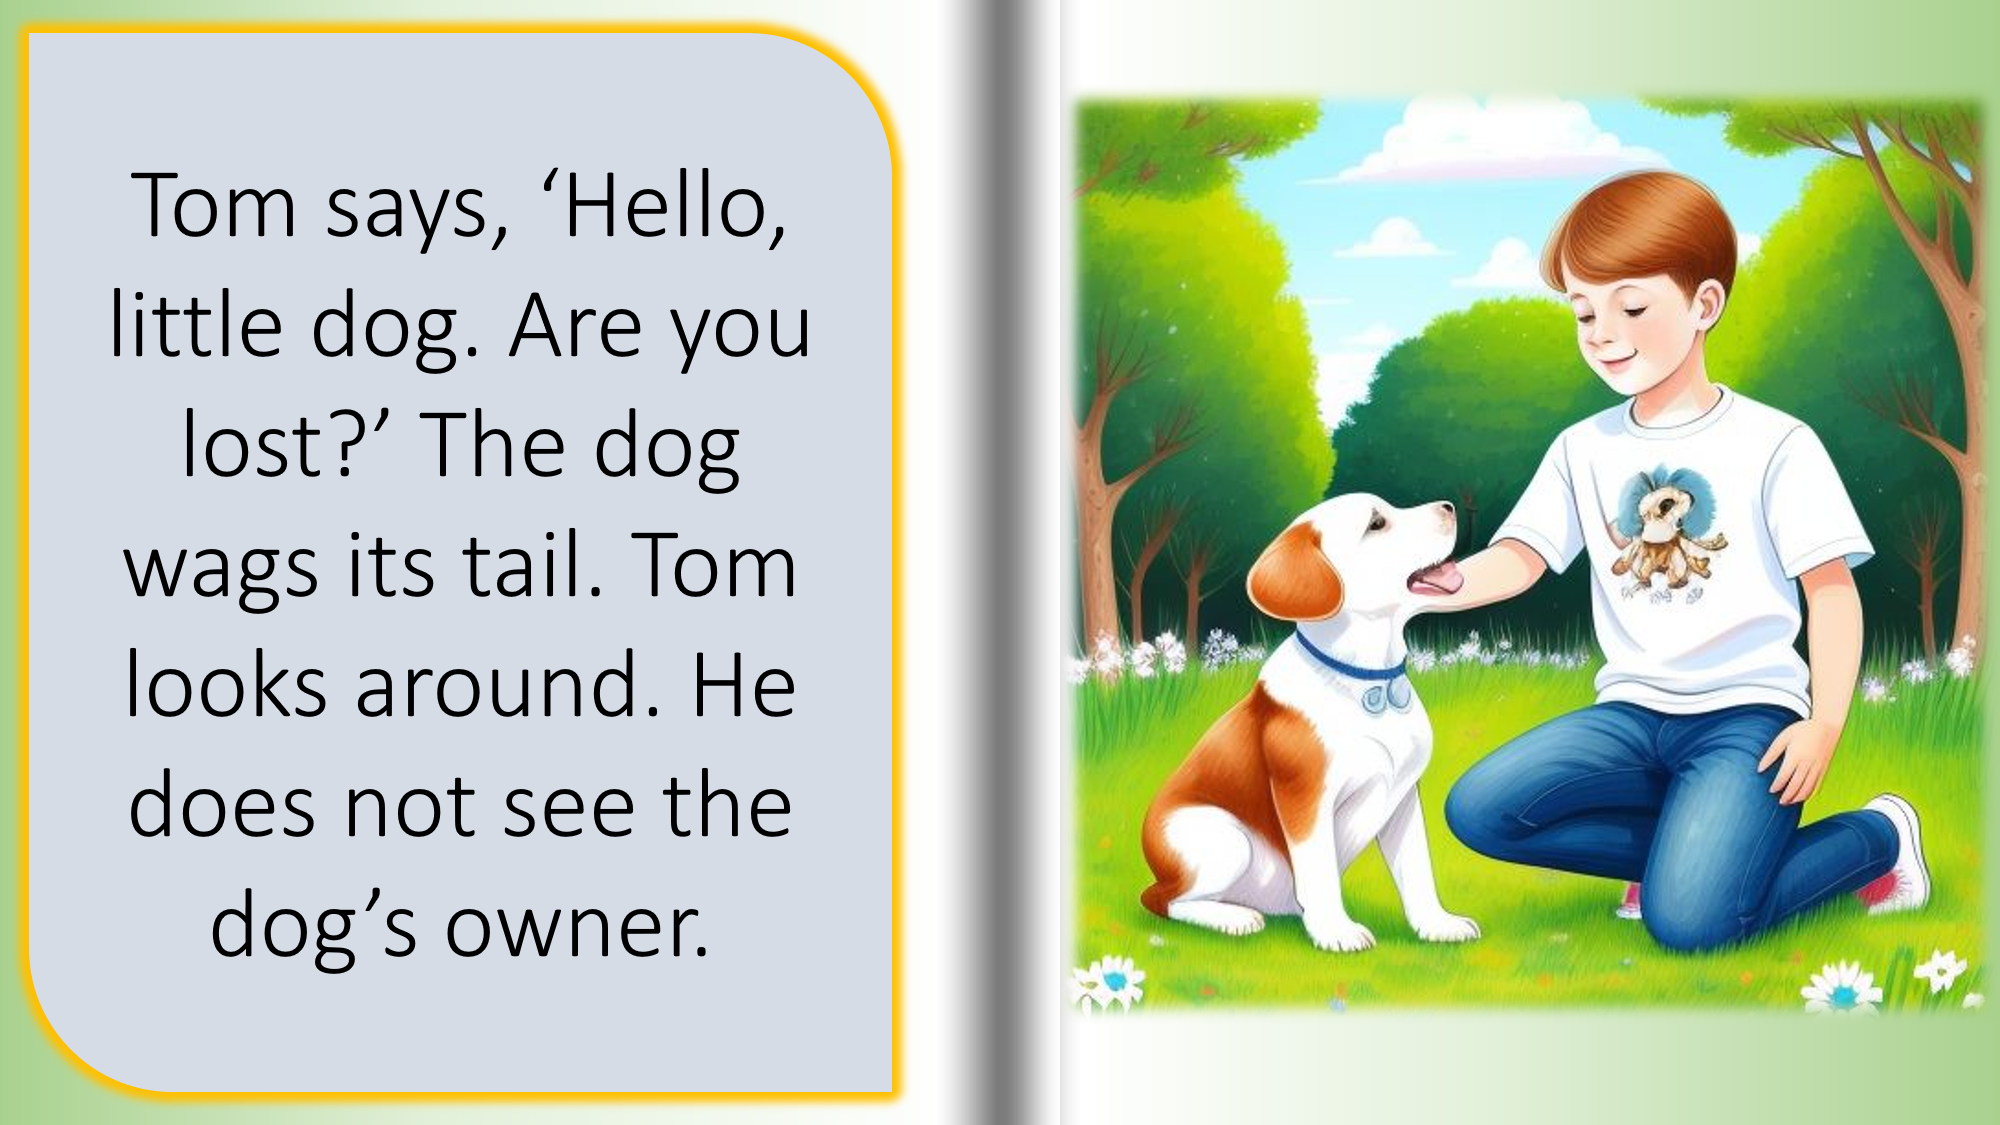 Tom says, ‘Hello,
little dog. Are you
lost?’ The dog
wags its tail. Tom
looks around. He
does not see the
dog’s owner.